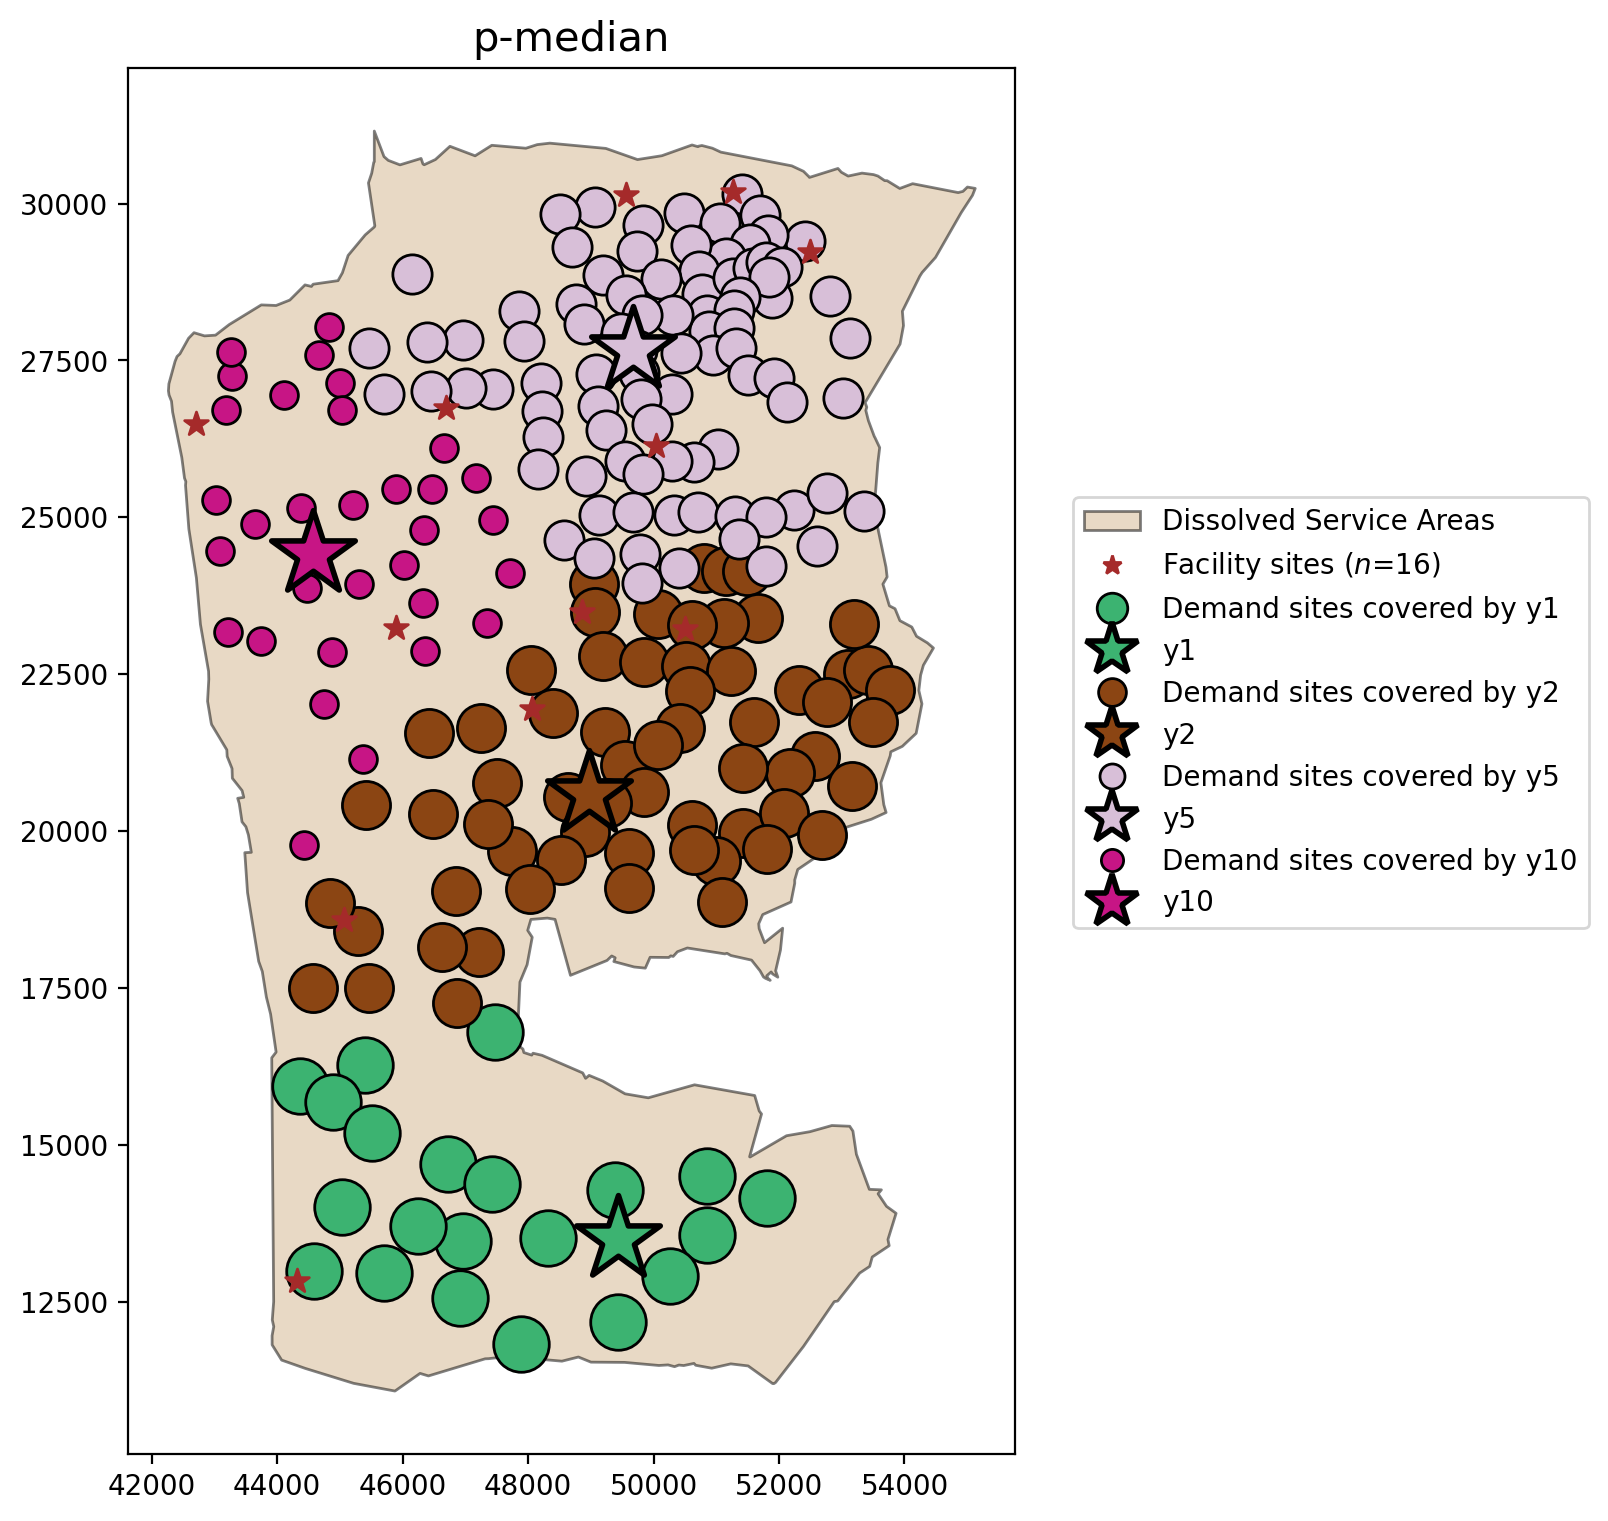 p-median
30000
27500
25000
22500
20000
17500
15000
12500
42000 44000 46000 48000 50000 52000 54000
Dissolved Service Areas
Facility sites (n=16)
Demand sites covered by y1
y1
Demand sites covered by y2
y2
Demand sites covered by y5
y5
Demand sites covered by y10
y10